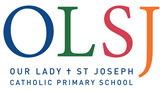 OLSJ
OUR LADY † ST JOSEPH
CATHOLIC PRIMARY SCHOOL